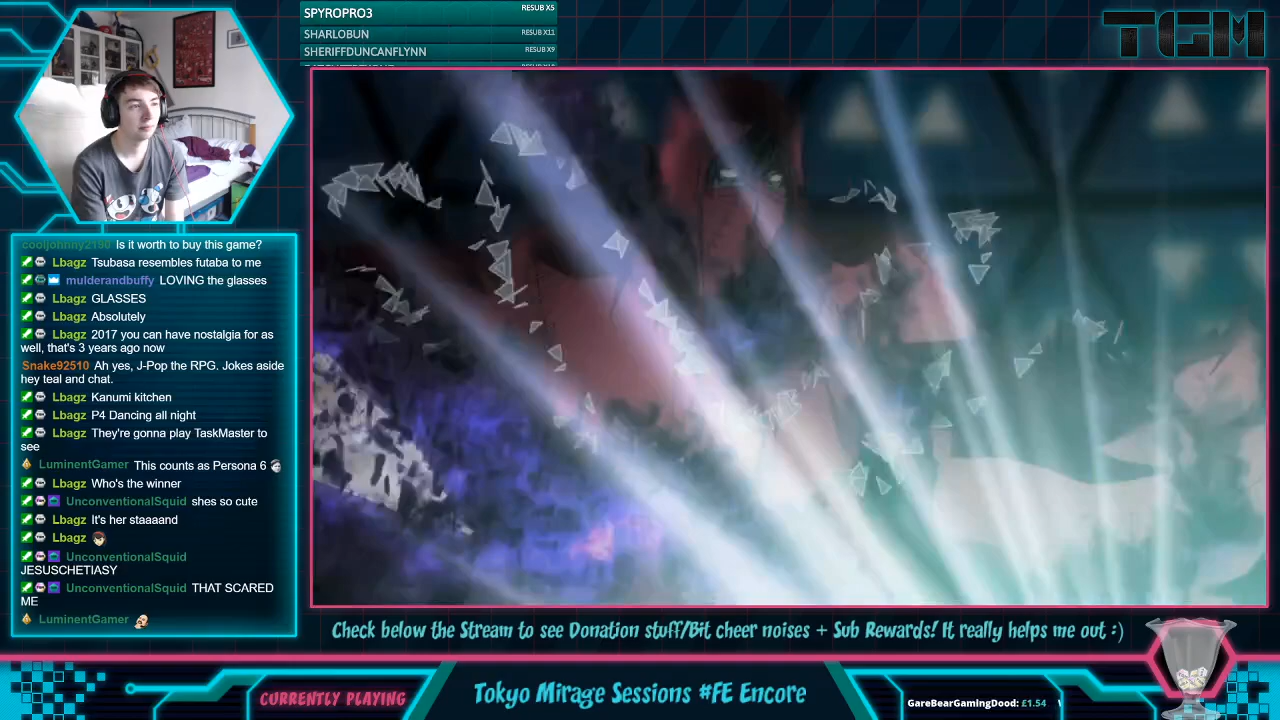 SPYROPRO3 RESUB X5
SHARLOBUN RESUB X11
SHERIFFDUNCANFLYNN RESUB X9
TGM
cooljohnny2190 Is it worth to buy this game?
Lbagz Tsubasa resembles futaba to me
mulderandbuffy LOVING the glasses
Lbagz GLASSES
Lbagz Absolutely
Lbagz 2017 you can have nostalgia for as
well, that's 3 years ago now
Snake92510 Ah yes, J-Pop the RPG. Jokes aside
hey teal and chat.
Lbagz Kanumi kitchen
Lbagz P4 Dancing all night
Lbagz They're gonna play TaskMaster to
see
LuminentGamer This counts as Persona 6
Lbagz Who's the winner
UnconventionalSquid shes so cute
Lbagz It's her staaaand
Lbagz
UnconventionalSquid
JESUSCHETIASY
UnconventionalSquid THAT SCARED
ME
LuminentGamer
Check below the Stream to see Donation stuff/Bit cheer noises + Sub Rewards! It really helps me out :)
CURRENTLY PLAYING
Tokyo Mirage Sessions #FE Encore
GareBearGamingDood: £1.54